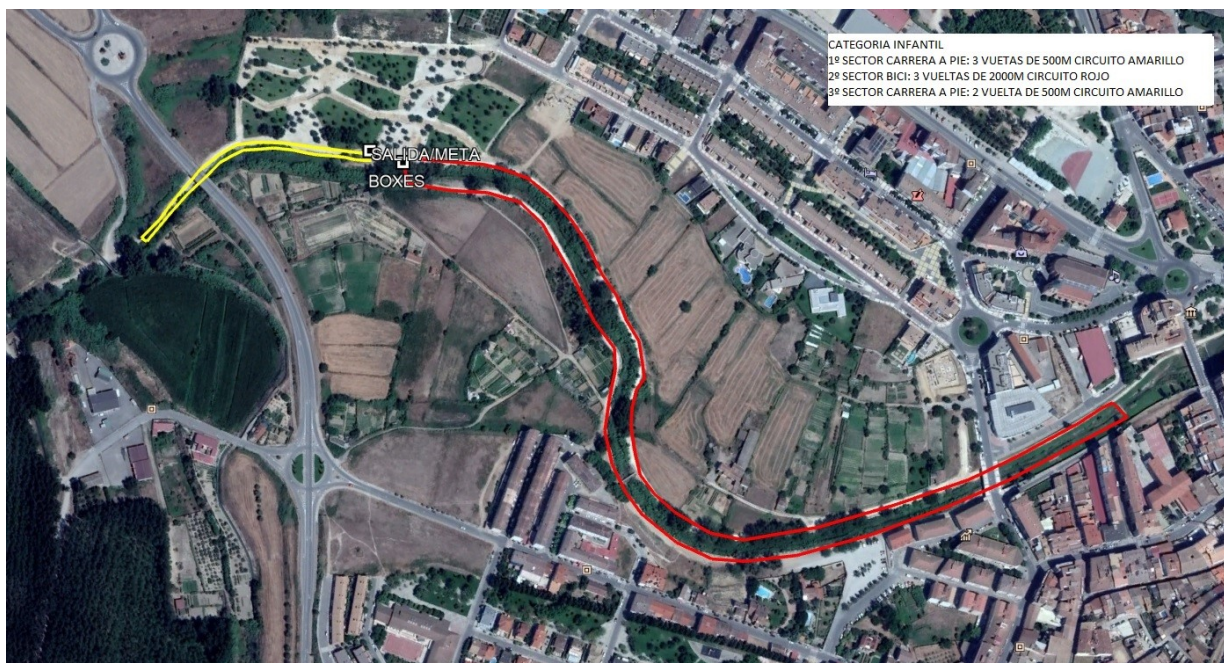 CATEGORIA INFANTIL
1º SECTOR CARRERA A PIE: 3 VUETAS DE 500M CIRCUITO AMARILLO
2º SECTOR BICI: 3 VUELTAS DE 2000M CIRCUITO ROJO
3º SECTOR CARRERA A PIE: 2 VUELTA DE 500M CIRCUITO AMARILLO
SALIDA/META
BOXES